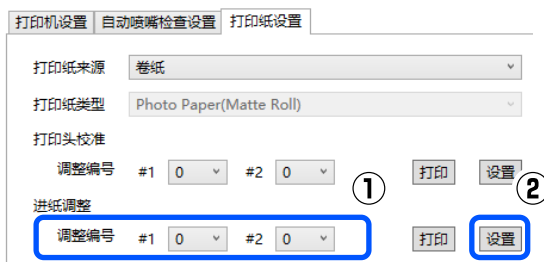 打印机设置 自动喷嘴检查设置 打印纸设置
打印纸来源 卷纸
打印纸类型 Photo Paper(Matte Roll)
打印头校准
调整编号 #1 0 #2 0 打印 设置
① ②
进纸调整
调整编号 #1 0 #2 0 打印 设置